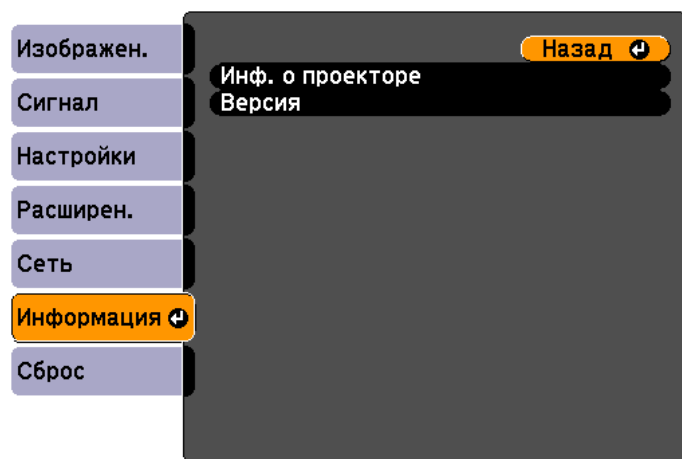 Изображен.
Сигнал
Настройки
Расширен.
Сеть
Информация
Сброс
Назад
Инф. о проекторе
Версия